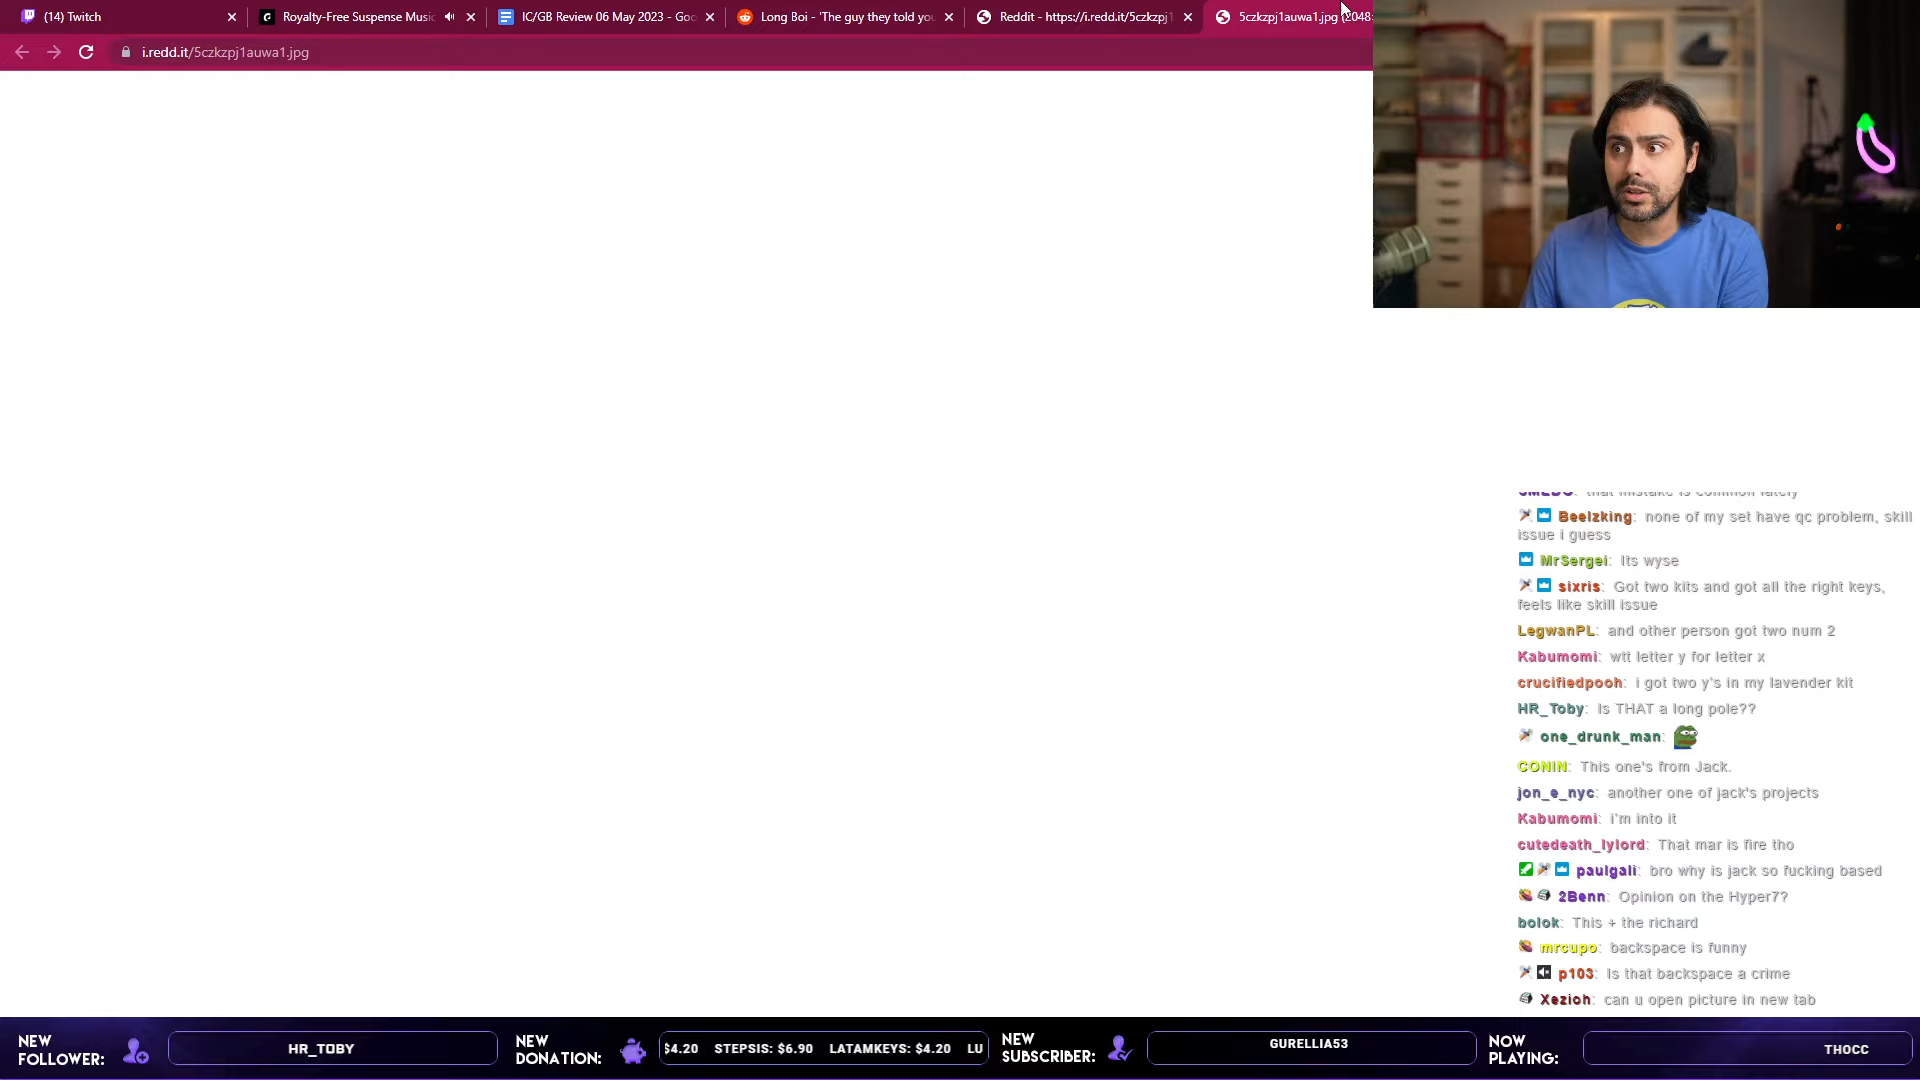 (14) Twitch
Royalty-Free Suspense Music
IC/GB Review 06 May 2023 - Goo
Long Boi - 'The guy they told you
Reddit - https://i.redd.it/5czkzpj1
5czkzpj1auwa1.jpg (2048
i.redd.it/5czkzpj1auwa1.jpg
that mistake is common lately
Beelzking: none of my set have qc problem, skill
issue i guess
MrSergei: Its wyse
sixris: Got two kits and got all the right keys,
feels like skill issue
LegwanPL: and other person got two num 2
Kabumomi: wtt letter y for letter x
crucifiedpooh: i got two y's in my lavender kit
HR_Toby: Is THAT a long pole??
one_drunk_man:
CONIN: This one's from Jack.
jon_e_nyc: another one of jack's projects
Kabumomi: i'm into it
cutedeath_lylord: That mar is fire tho
paulgali: bro why is jack so fucking based
2Benn: Opinion on the Hyper7?
bolok: This + the richard
mrcupo: backspace is funny
p103: Is that backspace a crime
Xezioh: can u open picture in new tab
NEW
FOLLOWER:
HR_TOBY
NEW
DONATION:
$4.20 STEPSIS: $6.90 LATAMKEYS: $4.20 LU
NEW
SUBSCRIBER:
GURELLIA53
NOW
PLAYING:
THOCC